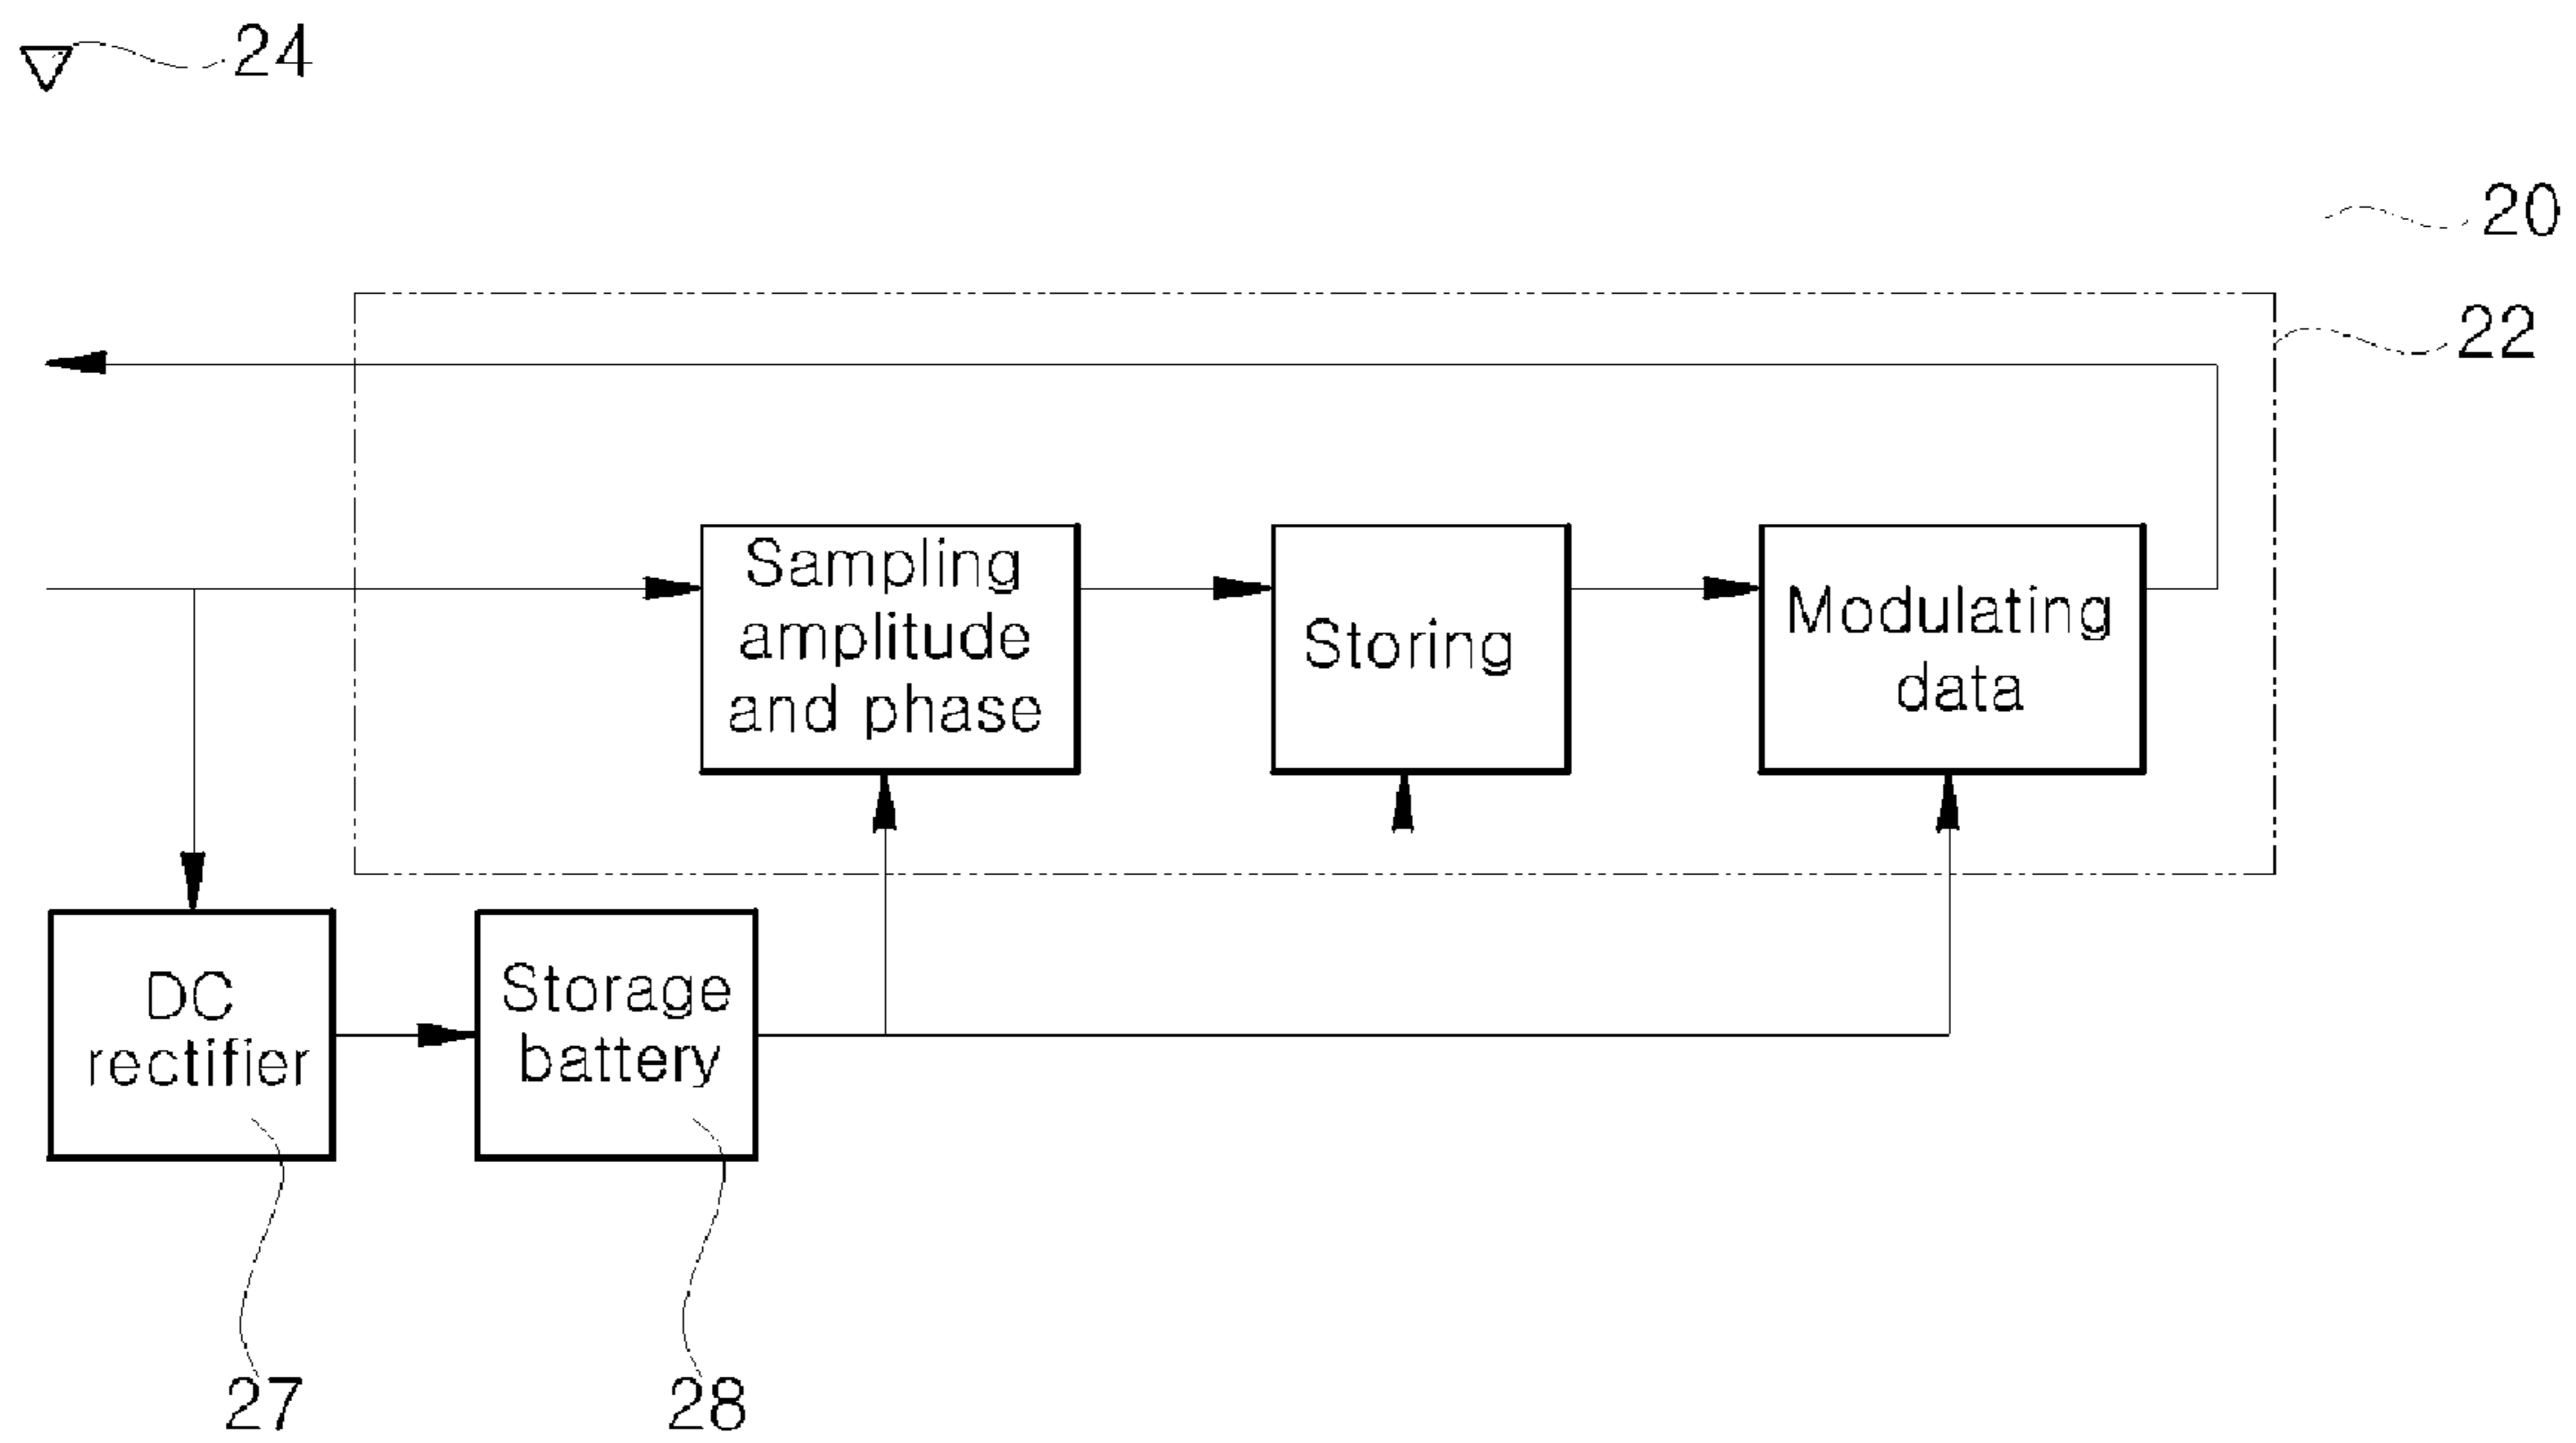 24
20
22
Sampling
amplitude
and phase
Storing
Modulating
data
DC
rectifier
Storage
battery
27
28